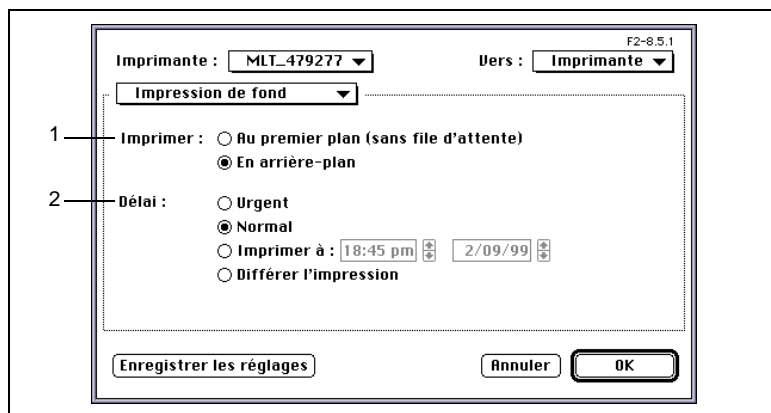 F2-8.5.1
Imprimante : MLT_479277 Vers : Imprimante
Impression de fond
1 Imprimer : Au premier plan (sans file d'attente)
En arrière-plan
2 Délai : Urgent
Normal
Imprimer à : 18:45 pm 2/09/99
Différer l'impression
Enregistrer les réglages Annuler OK